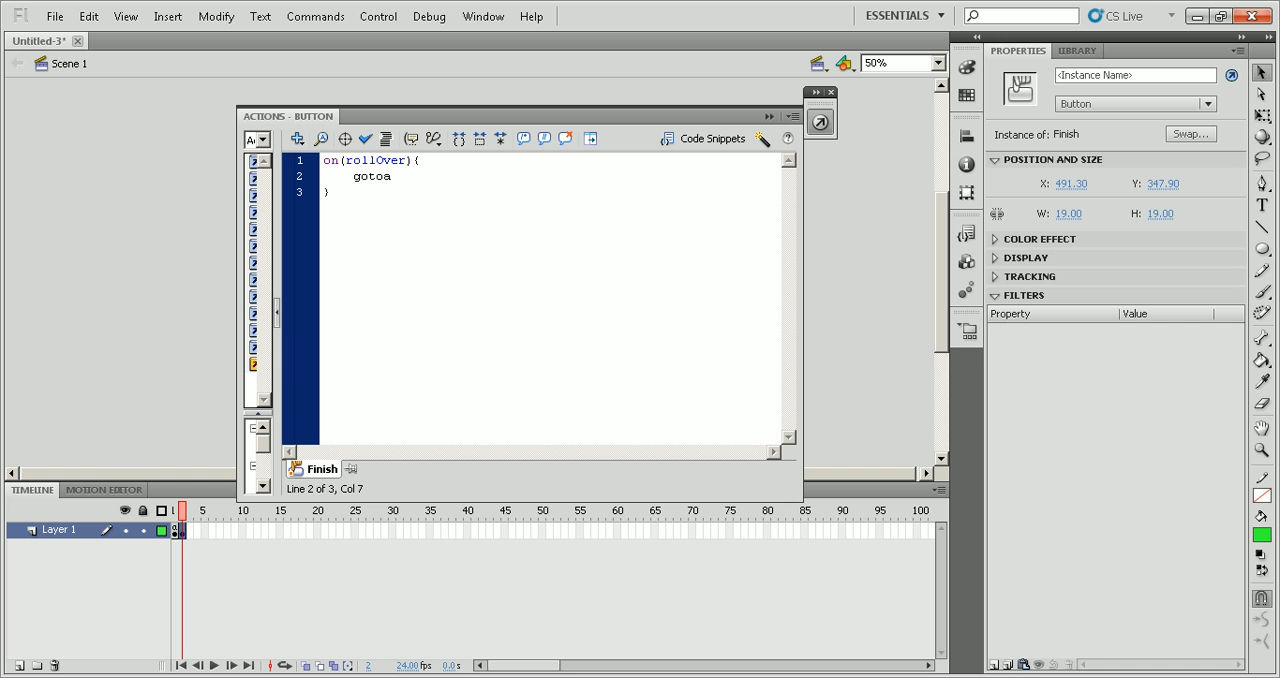 Fl File Edit View Insert Modify Text Commands Control Debug Window Help ESSENTIALS CS Live
Untitled-3*
Scene 1 50%
ACTIONS - BUTTON
Code Snippets
1 on(rollOver){
2 gotoa
3 }
Finish
Line 2 of 3, Col 7
PROPERTIES LIBRARY
<Instance Name>
Button
Instance of: Finish Swap...
POSITION AND SIZE
X: 491.30 Y: 347.90
W: 19.00 H: 19.00
COLOR EFFECT
DISPLAY
TRACKING
FILTERS
Property Value
TIMELINE MOTION EDITOR
5 10 15 20 25 30 35 40 45 50 55 60 65 70 75 80 85 90 95 100
Layer 1
2 24.00 fps 0.0 s